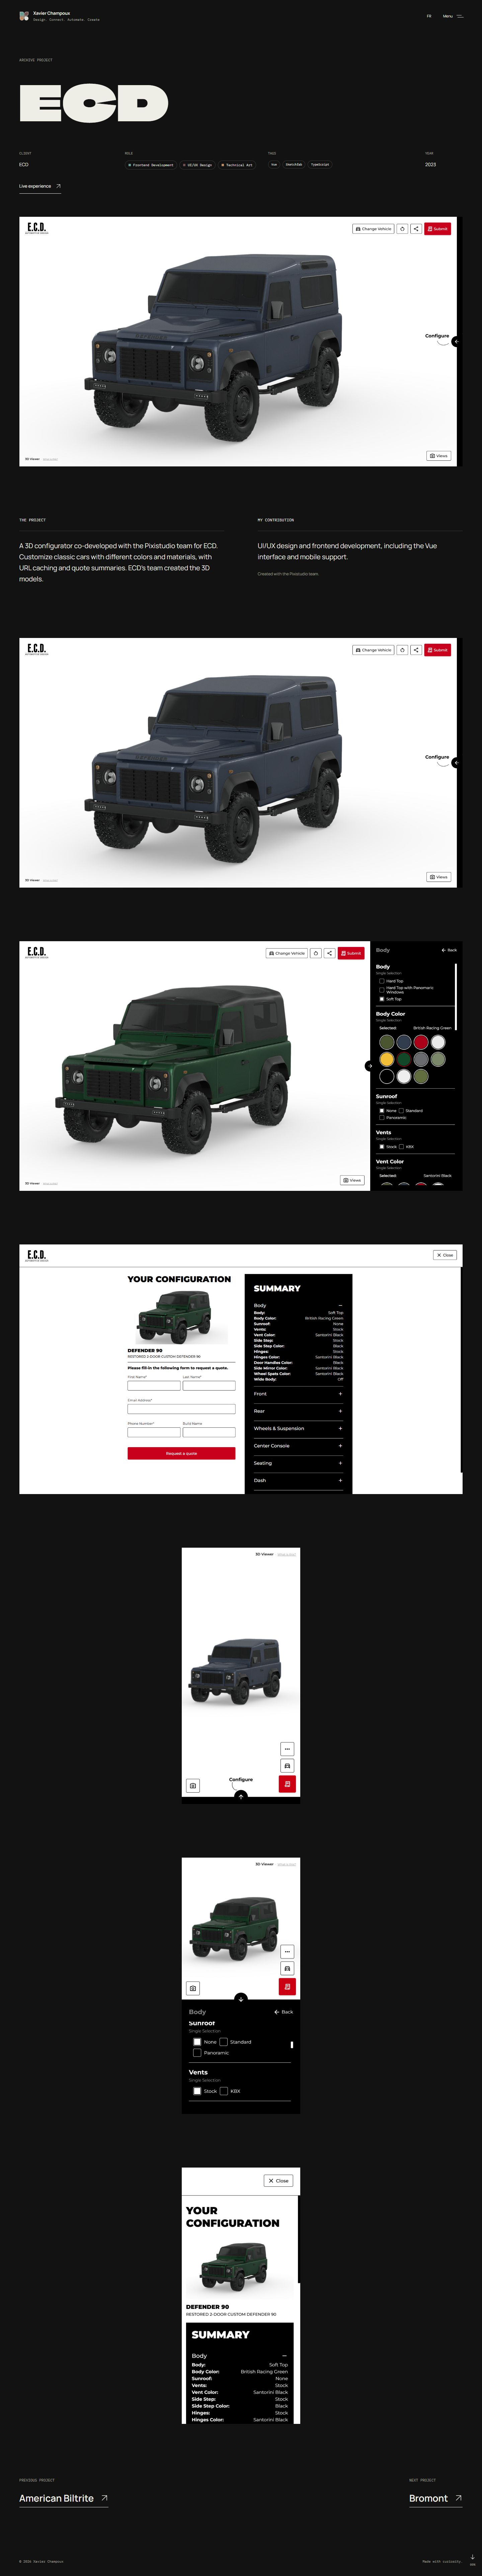 Xavier Champoux
Design. Connect. Automate. Create
FR
Menu
ARCHIVE PROJECT
ECD
CLIENT
ROLE
TAGS
YEAR
ECD
Frontend Development
UI/UX Design
Technical Art
Vue
TypeScript
2023
Live experience
E.C.D.
Change Vehicle
Submit
Configure
3D Viewer
Views
THE PROJECT
MY CONTRIBUTION
A 3D configurator co-developed with the Pixistudio team for ECD.
Customize classic cars with different colors and materials, with
URL caching and quote summaries. ECD's team created the 3D
models.
UI/UX design and frontend development, including the Vue
interface and mobile support.
Created with the Pixistudio team.
E.C.D.
Change Vehicle
Submit
Configure
3D Viewer
Views
E.C.D.
Change Vehicle
Submit
3D Viewer
Views
Body
Back
Body
Single Selection
Hard Top
Hard Top with Panoramic
Windows
Soft Top
Body Color
Single Selection
Selected:
British Racing Green
Sunroof
Single Selection
None
Standard
Panoramic
Vents
Single Selection
Stock
KBX
Vent Color
Single Selection
Selected:
Santorini Black
E.C.D.
Close
YOUR CONFIGURATION
DEFENDER 90
RESTORED 2-DOOR CUSTOM DEFENDER 90
Please fill-in the following form to request a quote.
First Name*
Last Name*
Email Address*
Phone Number*
Build Name
Request a quote
SUMMARY
Body
Body:
Soft Top
Body Color:
British Racing Green
Sunroof:
None
Vents:
Stock
Vent Color:
Santorini Black
Side Step:
Stock
Side Step Color:
Black
Hinges:
Stock
Hinges Color:
Santorini Black
Door Handles Color:
Black
Side Mirror Color:
Santorini Black
Wheel Spats Color:
Santorini Black
Wide Body:
Off
Front
Rear
Wheels & Suspension
Center Console
Seating
Dash
3D Viewer
Configure
3D Viewer
Body
Back
Sunroof
Single Selection
None
Standard
Panoramic
Vents
Single Selection
Stock
KBX
Close
YOUR
CONFIGURATION
DEFENDER 90
RESTORED 2-DOOR CUSTOM DEFENDER 90
SUMMARY
Body
Body:
Soft Top
Body Color:
British Racing Green
Sunroof:
None
Vents:
Stock
Vent Color:
Santorini Black
Side Step:
Stock
Side Step Color:
Black
Hinges:
Stock
Hinges Color:
Santorini Black
PREVIOUS PROJECT
NEXT PROJECT
American Biltrite
Bromont
Made with curiosity.